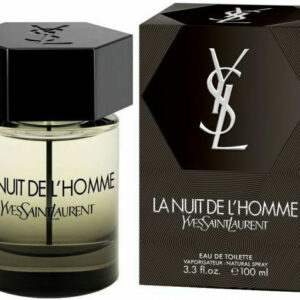 LA NUIT DE L'HOMME
YVESSAINTLAURENT
YSL
LA NUIT DE L'HOMME
YVESSAINTLAURENT
EAU DE TOILETTE
VAPORISATEUR - NATURAL SPRAY
3.3 fl.oz. ℮ 100 ml